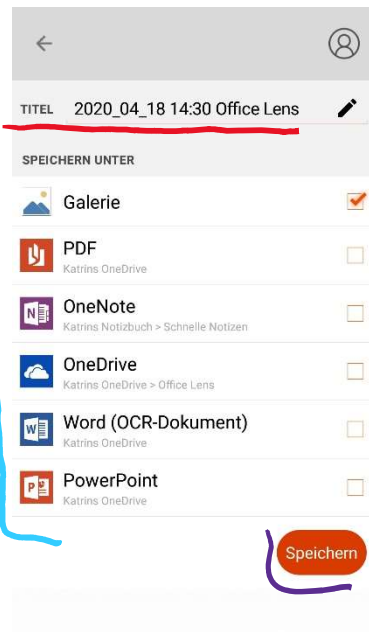 TITEL 2020_04_18 14:30 Office Lens
SPEICHERN UNTER
Galerie
PDF
Katrins OneDrive
OneNote
Katrins Notizbuch > Schnelle Notizen
OneDrive
Katrins OneDrive > Office Lens
Word (OCR-Dokument)
Katrins OneDrive
PowerPoint
Katrins OneDrive
Speichern